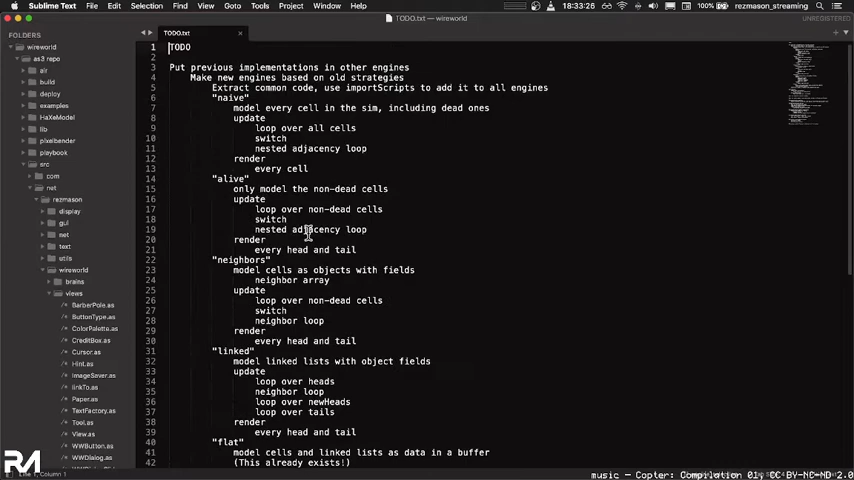 Sublime Text File Edit Selection Find View Goto Tools Project Window Help 100% 18:33:26 rezmason_streaming
TODO.txt — wireworld UNREGISTERED
FOLDERS
wireworld
as3 repo
air
build
deploy
examples
HaXeModel
lib
pixelbender
playbook
src
com
net
rezmason
display
gui
net
text
utils
wireworld
brains
views
BarberPole.as
ButtonType.as
ColorPalette.as
CreditBox.as
Cursor.as
Hint.as
ImageSaver.as
linkTo.as
Paper.as
TextFactory.as
Tool.as
View.as
WWButton.as
WWDialog.as
TODO.txt
1 TODO
2
3 Put previous implementations in other engines
4 Make new engines based on old strategies
5 Extract common code, use importScripts to add it to all engines
6 "naive"
7 model every cell in the sim, including dead ones
8 update
9 loop over all cells
10 switch
11 nested adjacency loop
12 render
13 every cell
14 "alive"
15 only model the non-dead cells
16 update
17 loop over non-dead cells
18 switch
19 nested adjacency loop
20 render
21 every head and tail
22 "neighbors"
23 model cells as objects with fields
24 neighbor array
25 update
26 loop over non-dead cells
27 switch
28 neighbor loop
29 render
30 every head and tail
31 "linked"
32 model linked lists with object fields
33 update
34 loop over heads
35 neighbor loop
36 loop over newHeads
37 loop over tails
38 render
39 every head and tail
40 "flat"
41 model cells and linked lists as data in a buffer
42 (This already exists!)
Line 1, Column 1
RM
music - Copter: Compilation 01, CC BY-NC-ND 2.0